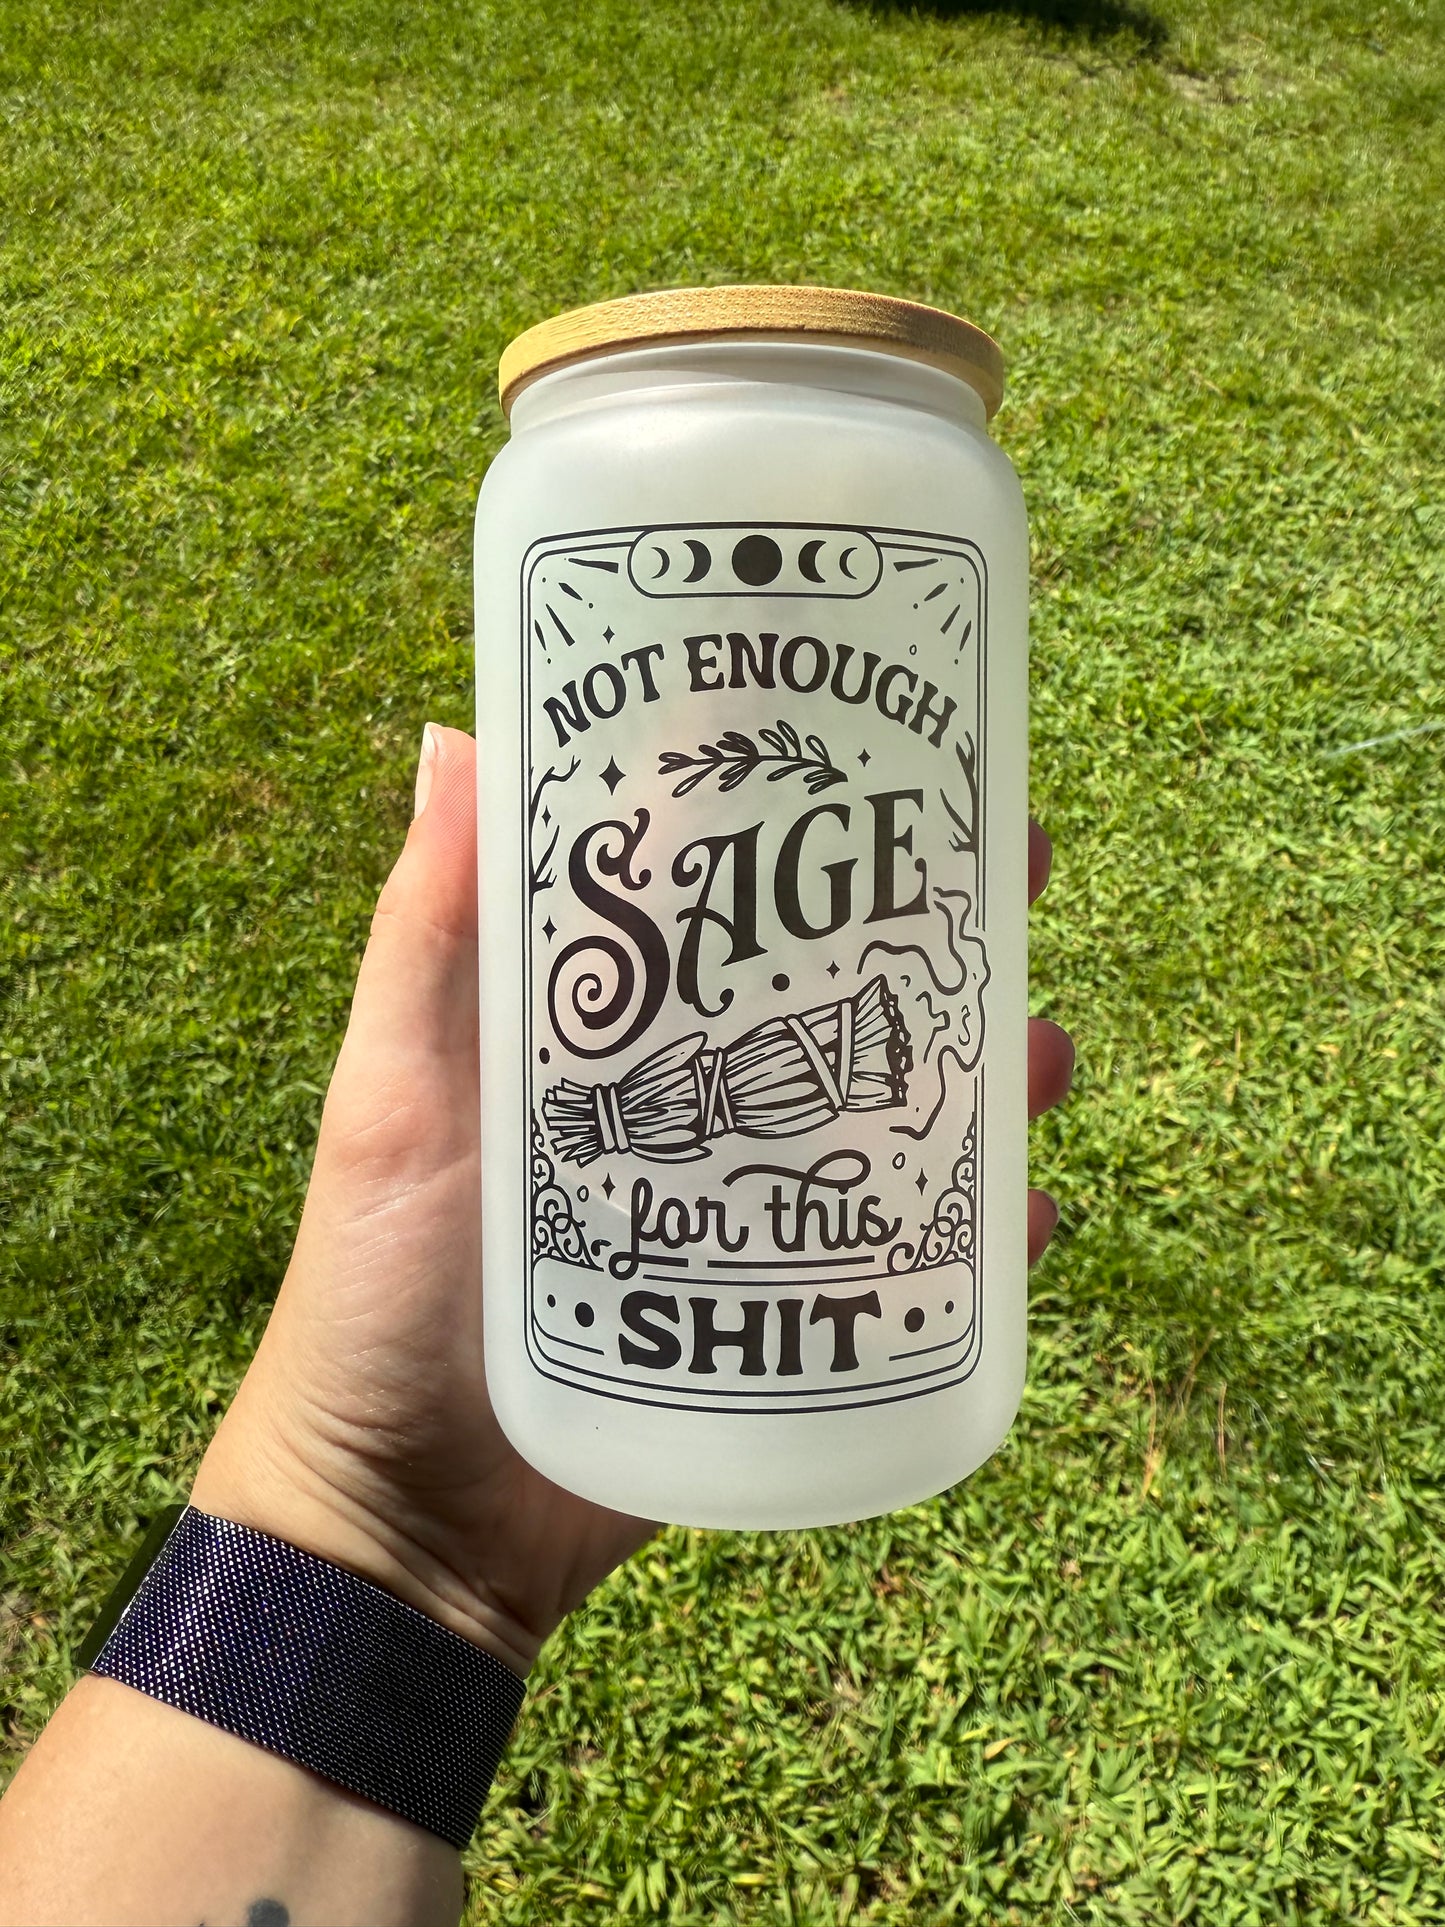 NOT ENOUGH
SAGE
for this
SHIT